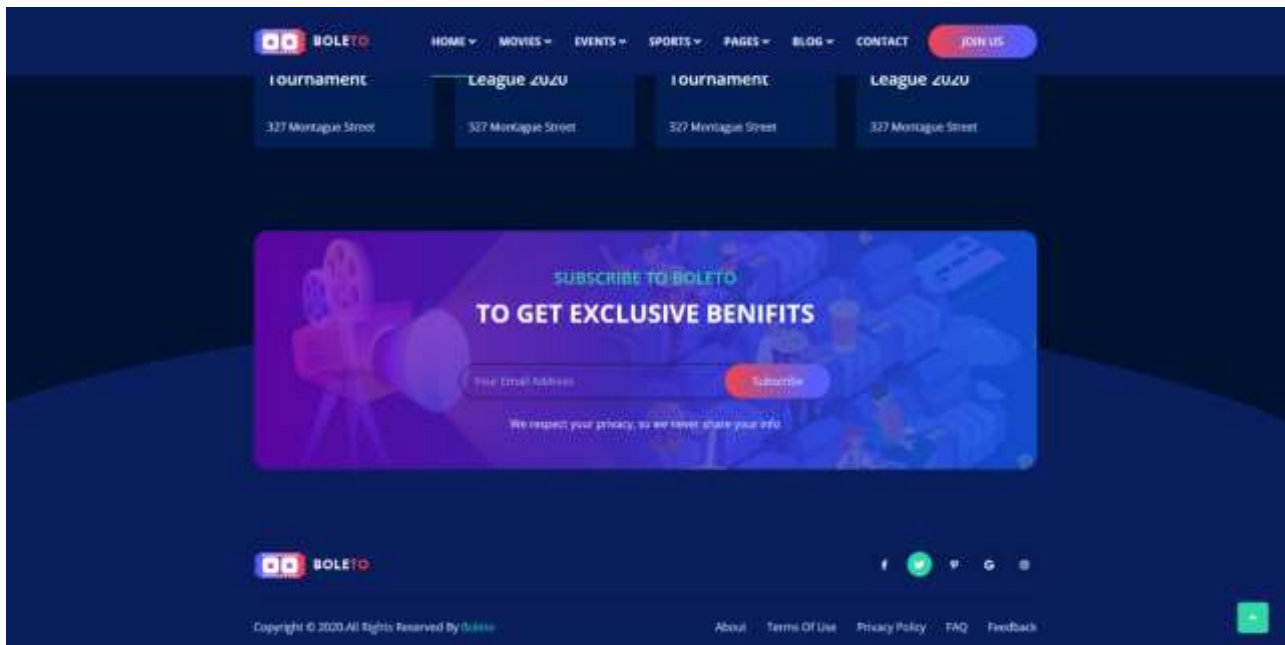 BOLETO
HOME MOVIES EVENTS SPORTS PAGES BLOG CONTACT JOIN US
Tournament League 2020 Tournament League 2020
327 Montague Street 327 Montague Street 327 Montague Street 327 Montague Street
SUBSCRIBE TO BOLETO
TO GET EXCLUSIVE BENIFITS
Your Email Address Subscribe
We respect your privacy, so we never share your info
BOLETO
Copyright © 2020.All Rights Reserved By Boleto
About Terms Of Use Privacy Policy FAQ Feedback